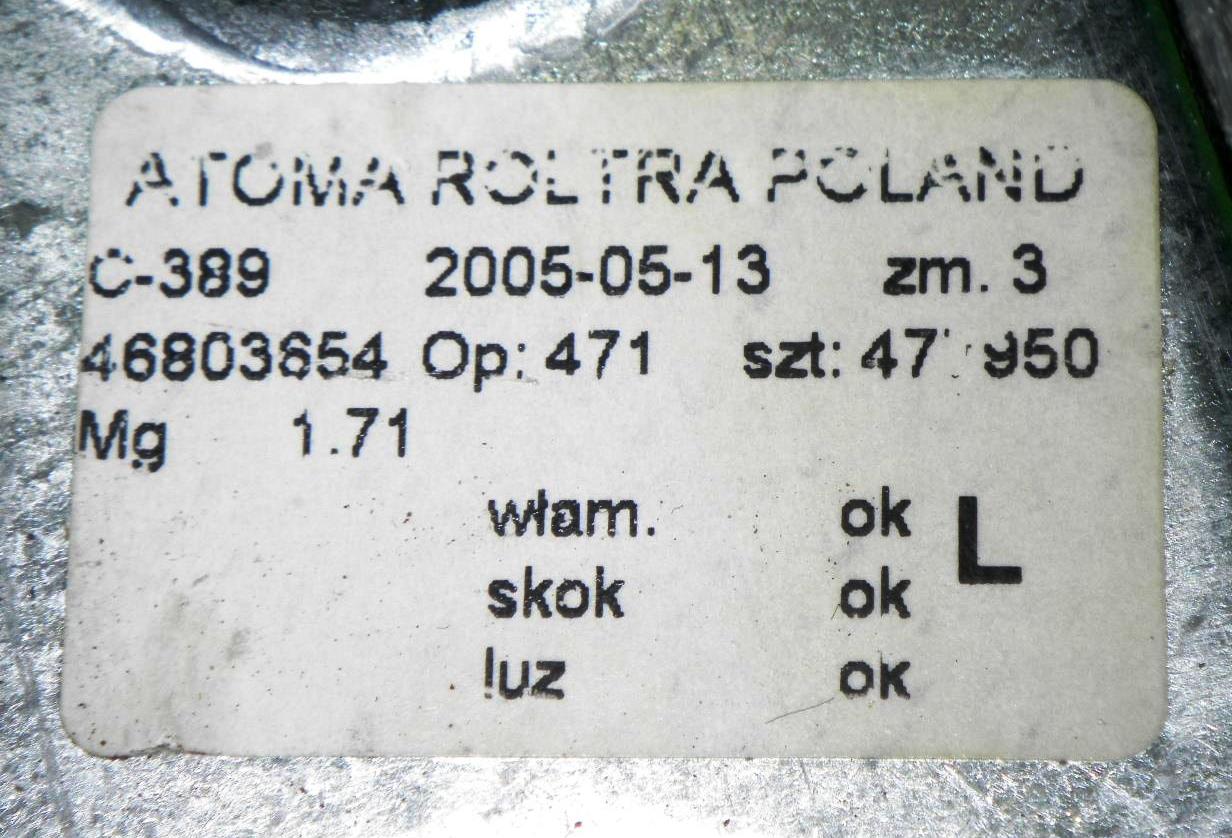 ATOMA ROLTRA POLAND
C-389 2005-05-13 zm. 3
46803654 Op: 471 szt:
Mg 1.71
włam. ok L
skok ok
luz ok